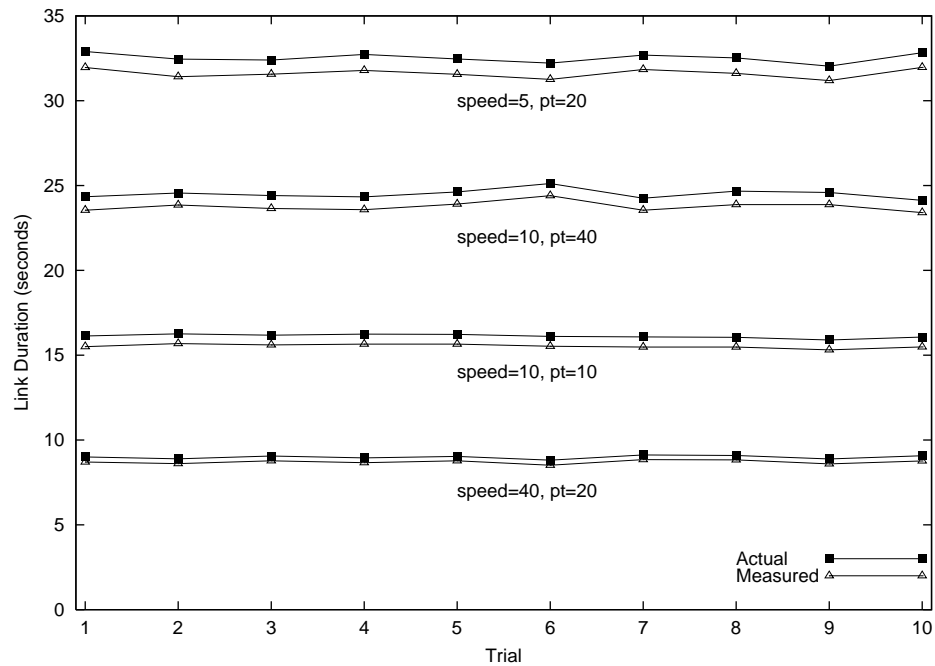 35
30
25
20
15
10
5
0
Link Duration (seconds)
speed=5, pt=20
speed=10, pt=40
speed=10, pt=10
speed=40, pt=20
Actual
Measured
1 2 3 4 5 6 7 8 9 10
Trial